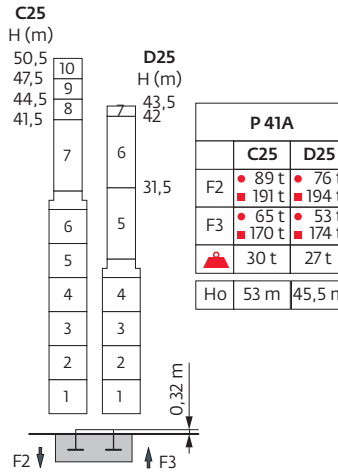 C25
H (m)
50,5
47,5
44,5
41,5
10
9
8
7
6
5
4
3
2
1
D25
H (m)
43,5
42
31,5
7
6
5
4
3
2
1
0,32 m
F2
F3
P 41A
C25 D25
F2 ● 89 t ● 76 t
■ 191 t ■ 194 t
F3 ● 65 t ● 53 t
■ 170 t ■ 174 t
30 t 27 t
Ho 53 m 45,5 m